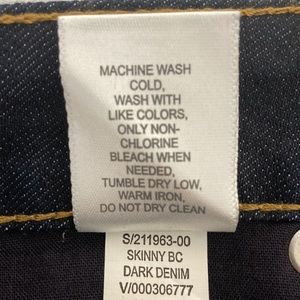 MACHINE WASH
COLD,
WASH WITH
LIKE COLORS,
ONLY NON-
CHLORINE
BLEACH WHEN
NEEDED,
TUMBLE DRY LOW,
WARM IRON,
DO NOT DRY CLEAN
S/211963-00
SKINNY BC
DARK DENIM
V/000306777